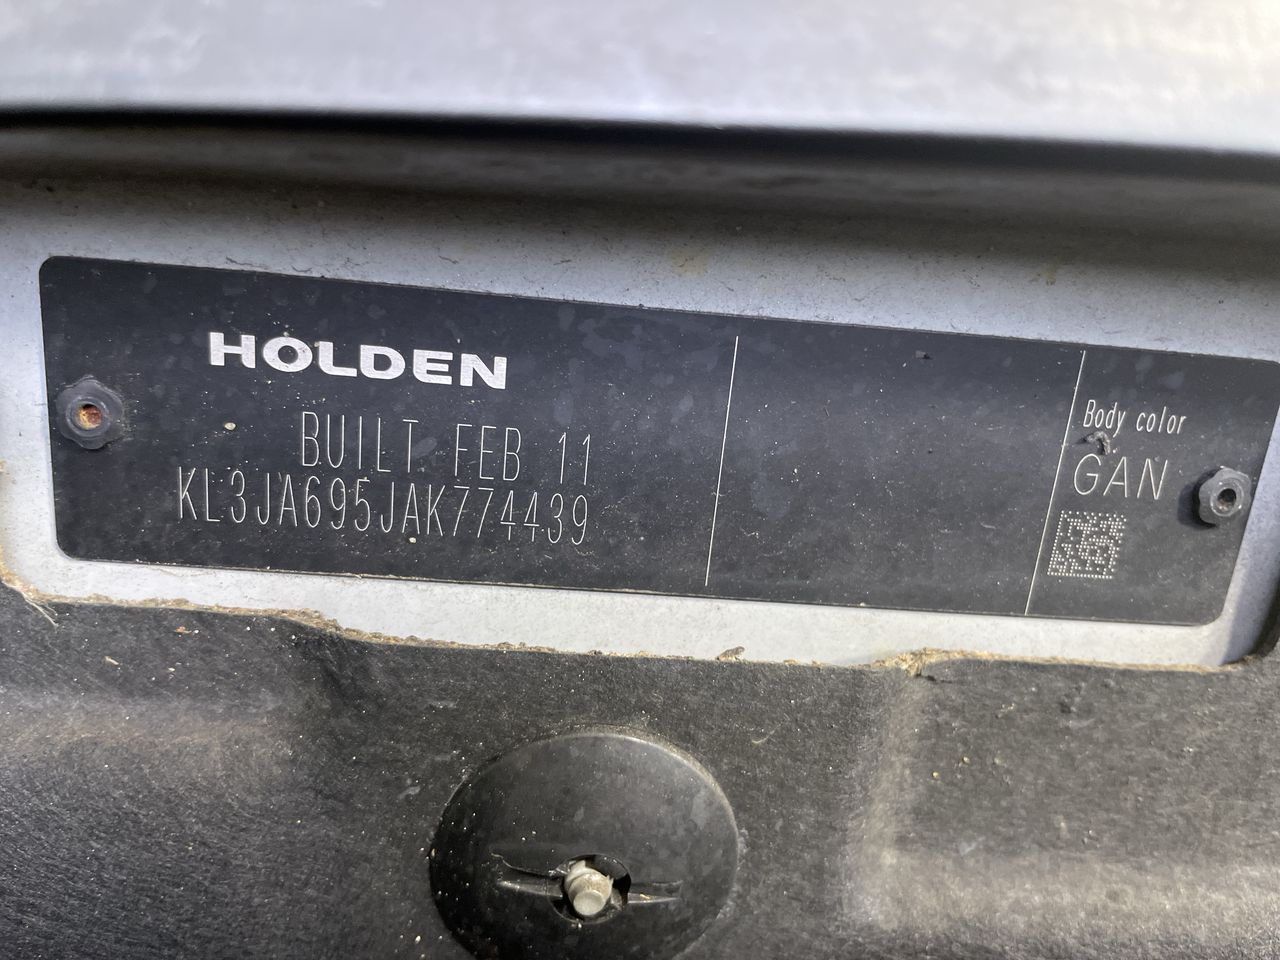 HOLDEN
BUILT FEB 11
KL3JA695JAK774439
Body color
GAN